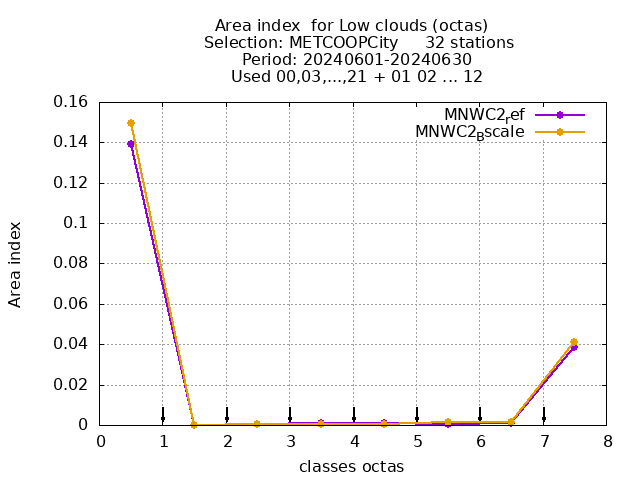 Area index  for Low clouds (octas)
Selection: METCOOPCity     32 stations
Period: 20240601-20240630
Used 00,03,...,21 + 01 02 ... 12
MNWC2ref
MNWC2Bscale
0.16
0.14
0.12
0.1
0.08
0.06
0.04
0.02
0
Area index
0 1 2 3 4 5 6 7 8
classes octas